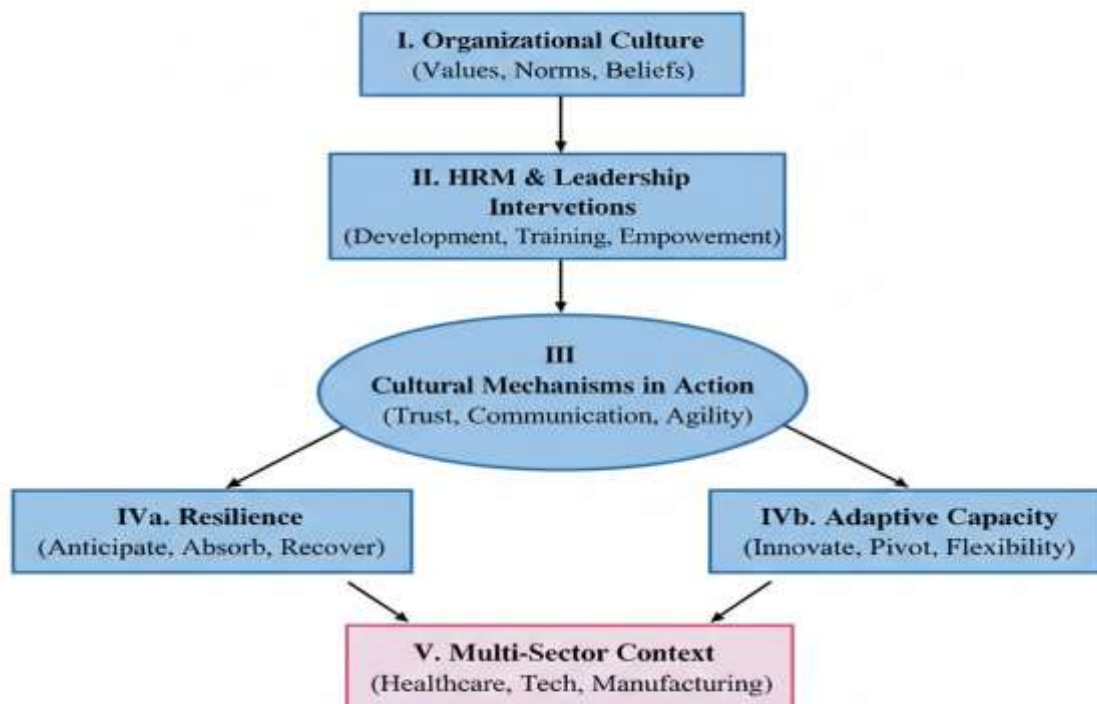 I. Organizational Culture
(Values, Norms, Beliefs)
II. HRM & Leadership
Intervctions
(Development, Training, Empowement)
III
Cultural Mechanisms in Action
(Trust, Communication, Agility)
IVa. Resilience
(Anticipate, Absorb, Recover)
IVb. Adaptive Capacity
(Innovate, Pivot, Flexibility)
V. Multi-Sector Context
(Healthcare, Tech, Manufacturing)